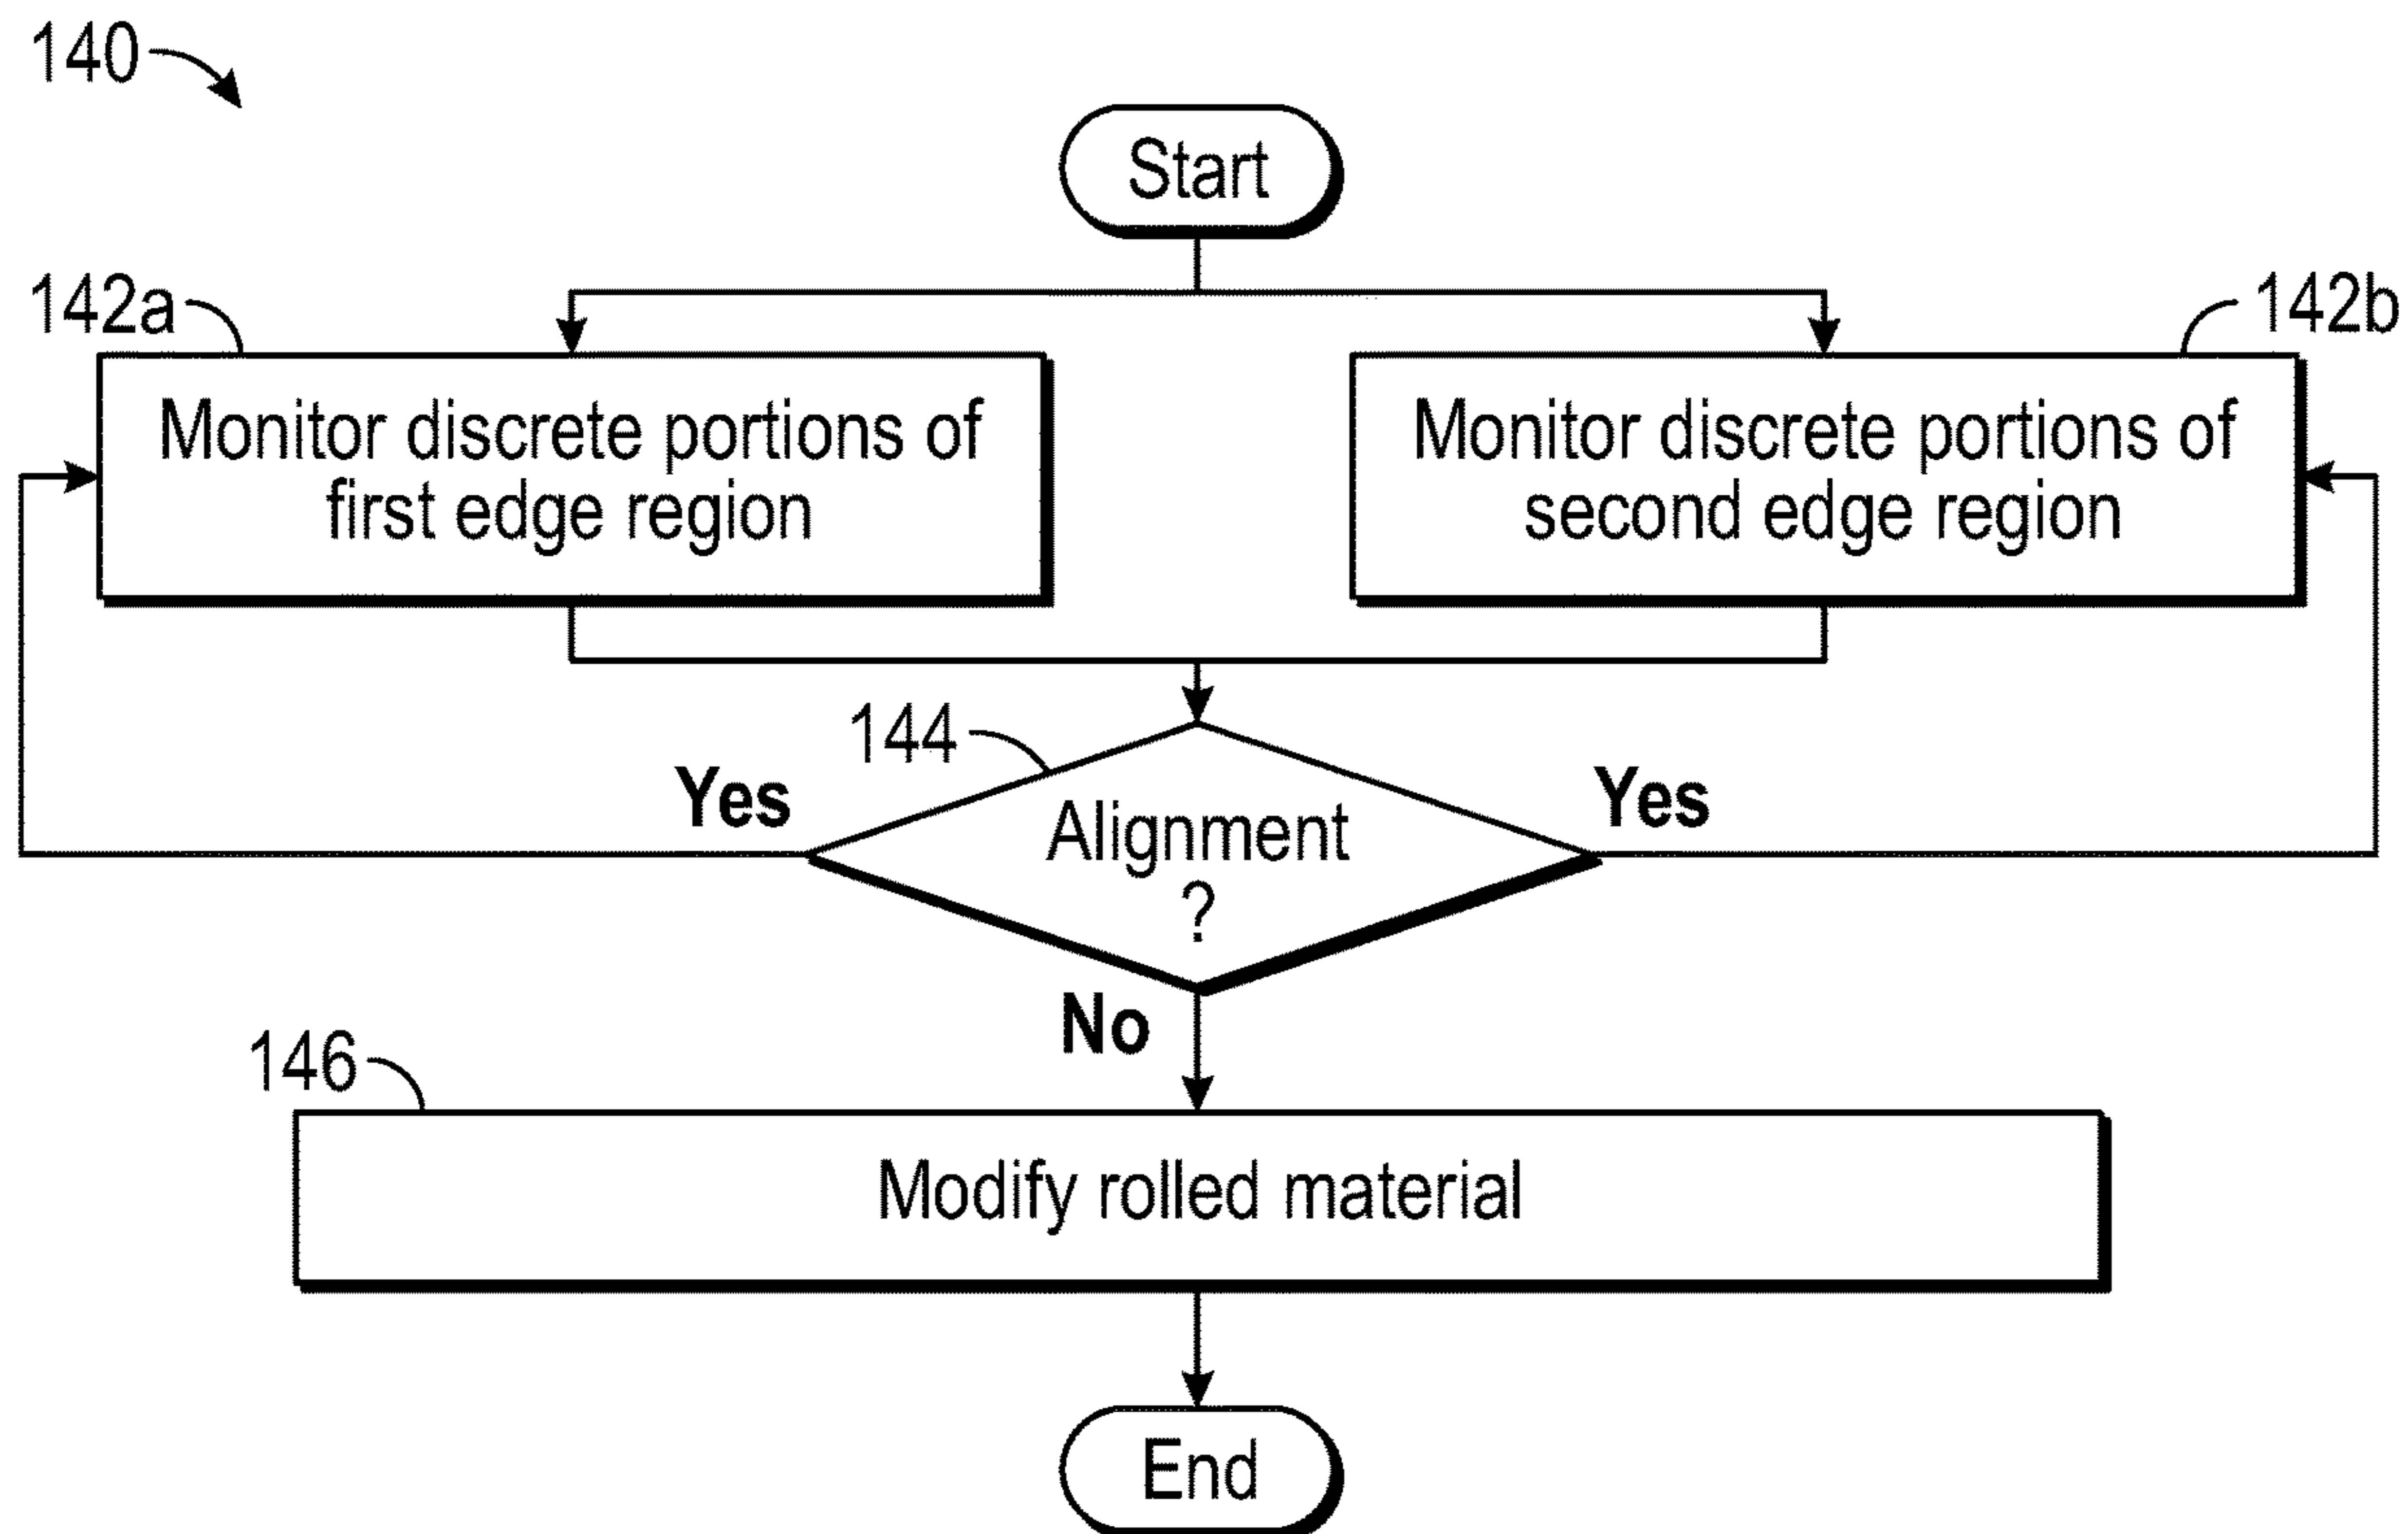 140
Start
142a
142b
Monitor discrete portions of
first edge region
Monitor discrete portions of
second edge region
144
Yes
Yes
Alignment
?
No
146
Modify rolled material
End